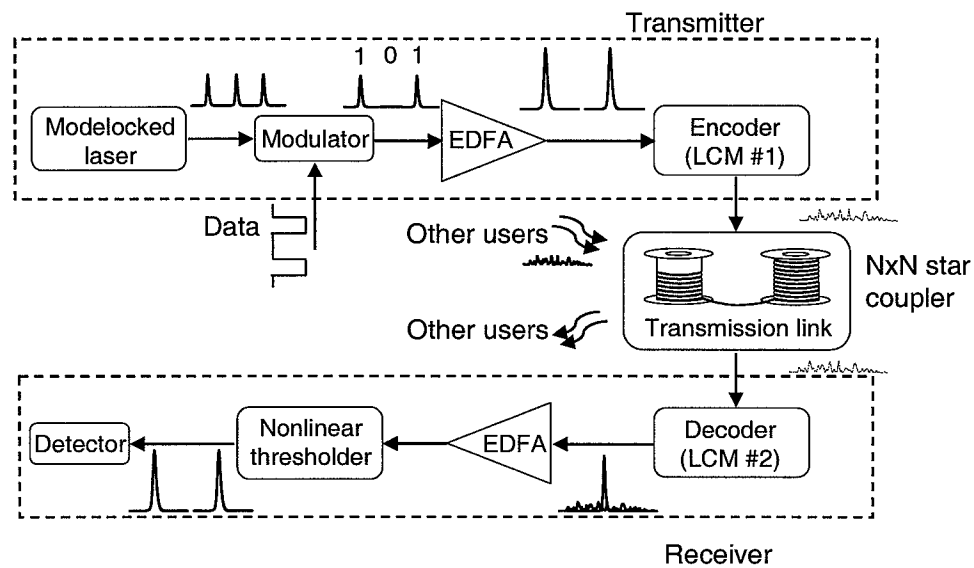 Transmitter
1 0 1
Modelocked
laser
Modulator
EDFA
Encoder
(LCM #1)
Data
Other users
NxN star
coupler
Transmission link
Other users
Detector
Nonlinear
thresholder
EDFA
Decoder
(LCM #2)
Receiver